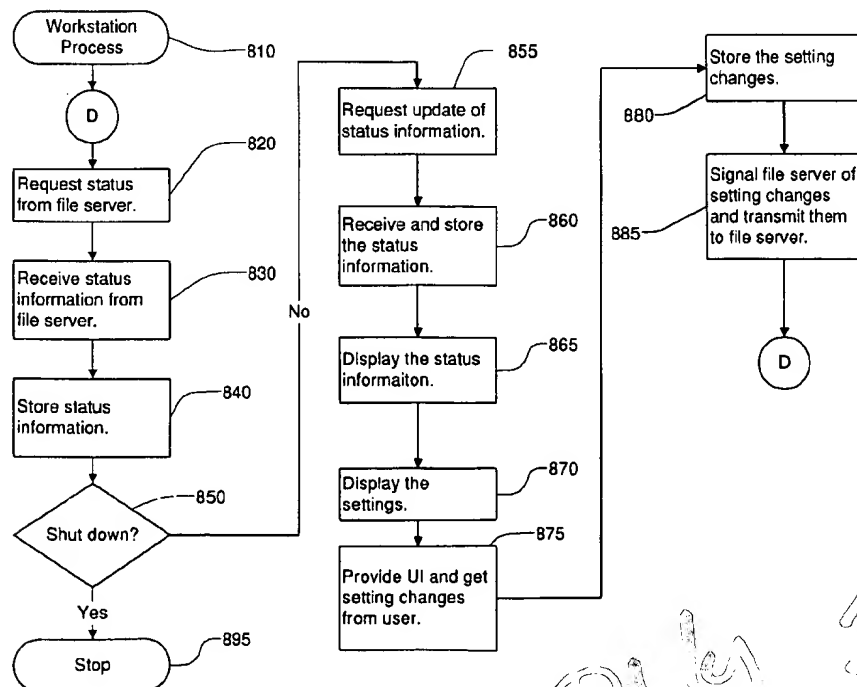 Workstation
Process
810
D
820
Request status
from file server.
830
Receive status
information from
file server.
840
Store status
information.
850
Shut down?
Yes
895
Stop
No
855
Request update of
status information.
860
Receive and store
the status
information.
865
Display the status
informaiton.
870
Display the
settings.
875
Provide UI and get
setting changes
from user.
Store the setting
changes.
880
Signal file server of
setting changes
and transmit them
to file server.
885
D